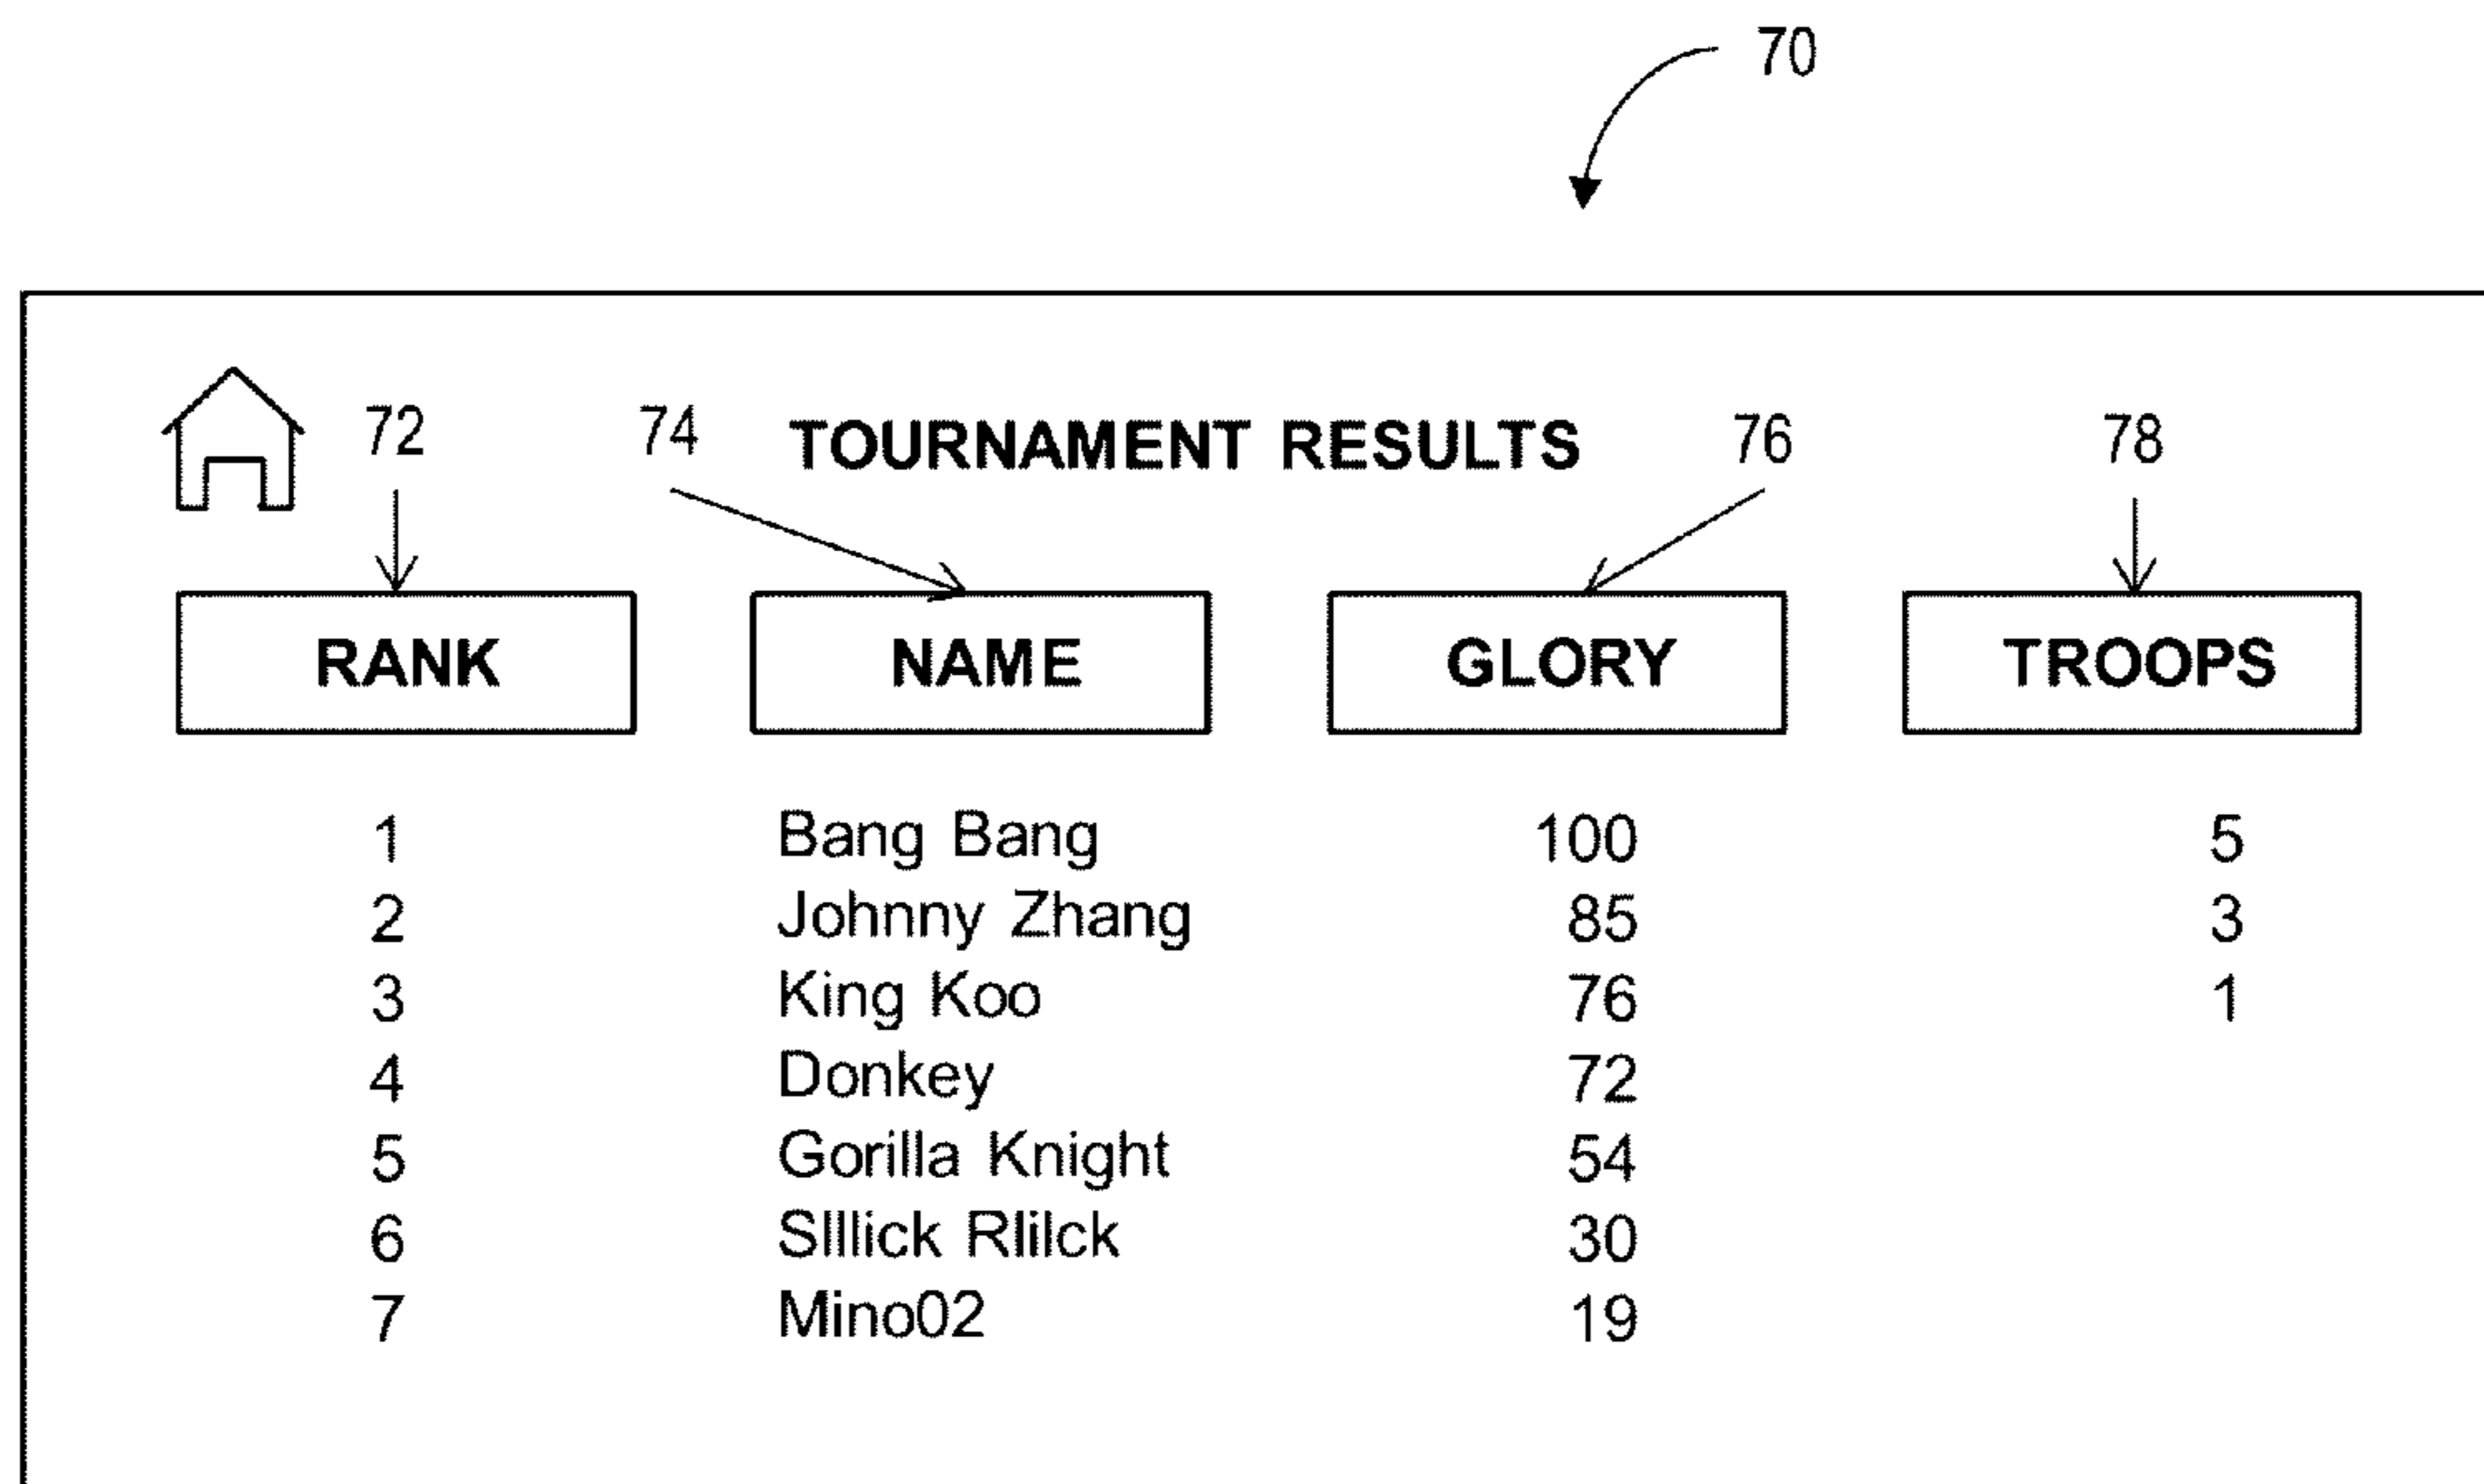 70
72 74 TOURNAMENT RESULTS 76 78
RANK NAME GLORY TROOPS
1 Bang Bang 100 5
2 Johnny Zhang 85 3
3 King Koo 76 1
4 Donkey 72
5 Gorilla Knight 54
6 Slllick Rlilck 30
7 Mino02 19